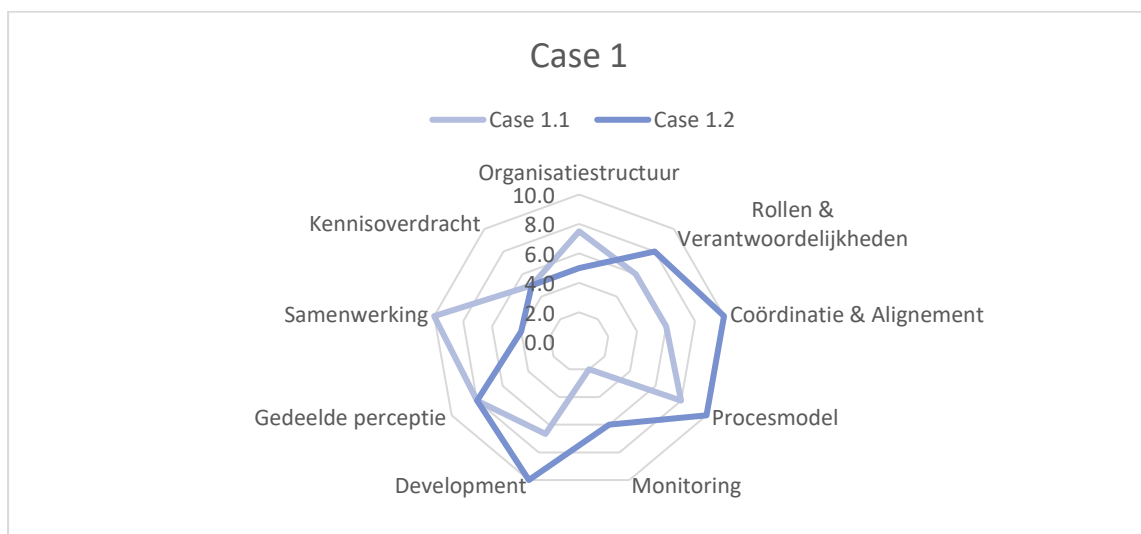 Case 1
Case 1.1
Case 1.2
Organisatiestructuur
Rollen &
Verantwoordelijkheden
Coördinatie & Alignement
Procesmodel
Monitoring
Development
Gedeelde perceptie
Samenwerking
Kennisoverdracht
10.0
8.0
6.0
4.0
2.0
0.0